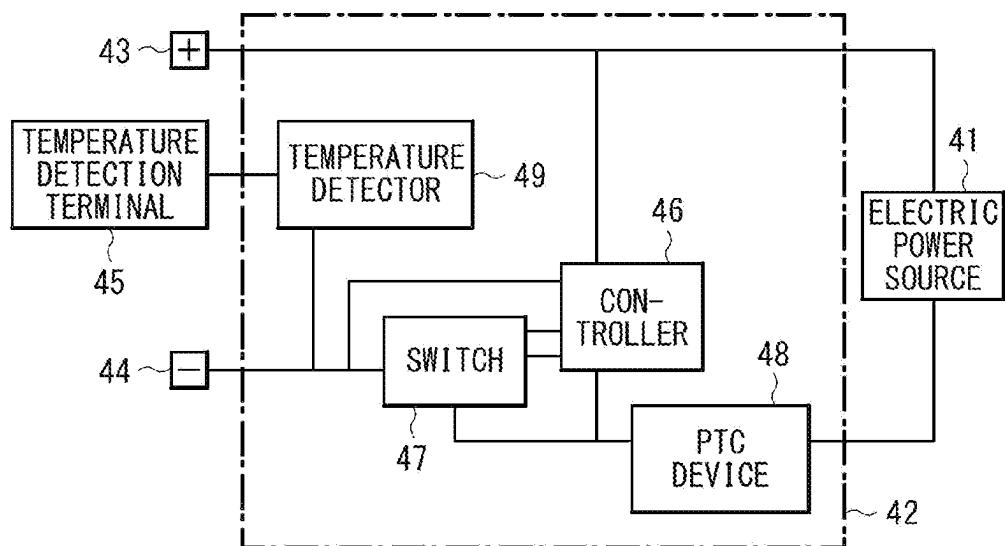 43
+
TEMPERATURE
DETECTION
TERMINAL
45
TEMPERATURE
DETECTOR
49
41
ELECTRIC
POWER
SOURCE
46
CON-
TROLLER
44
−
SWITCH
47
48
PTC
DEVICE
42